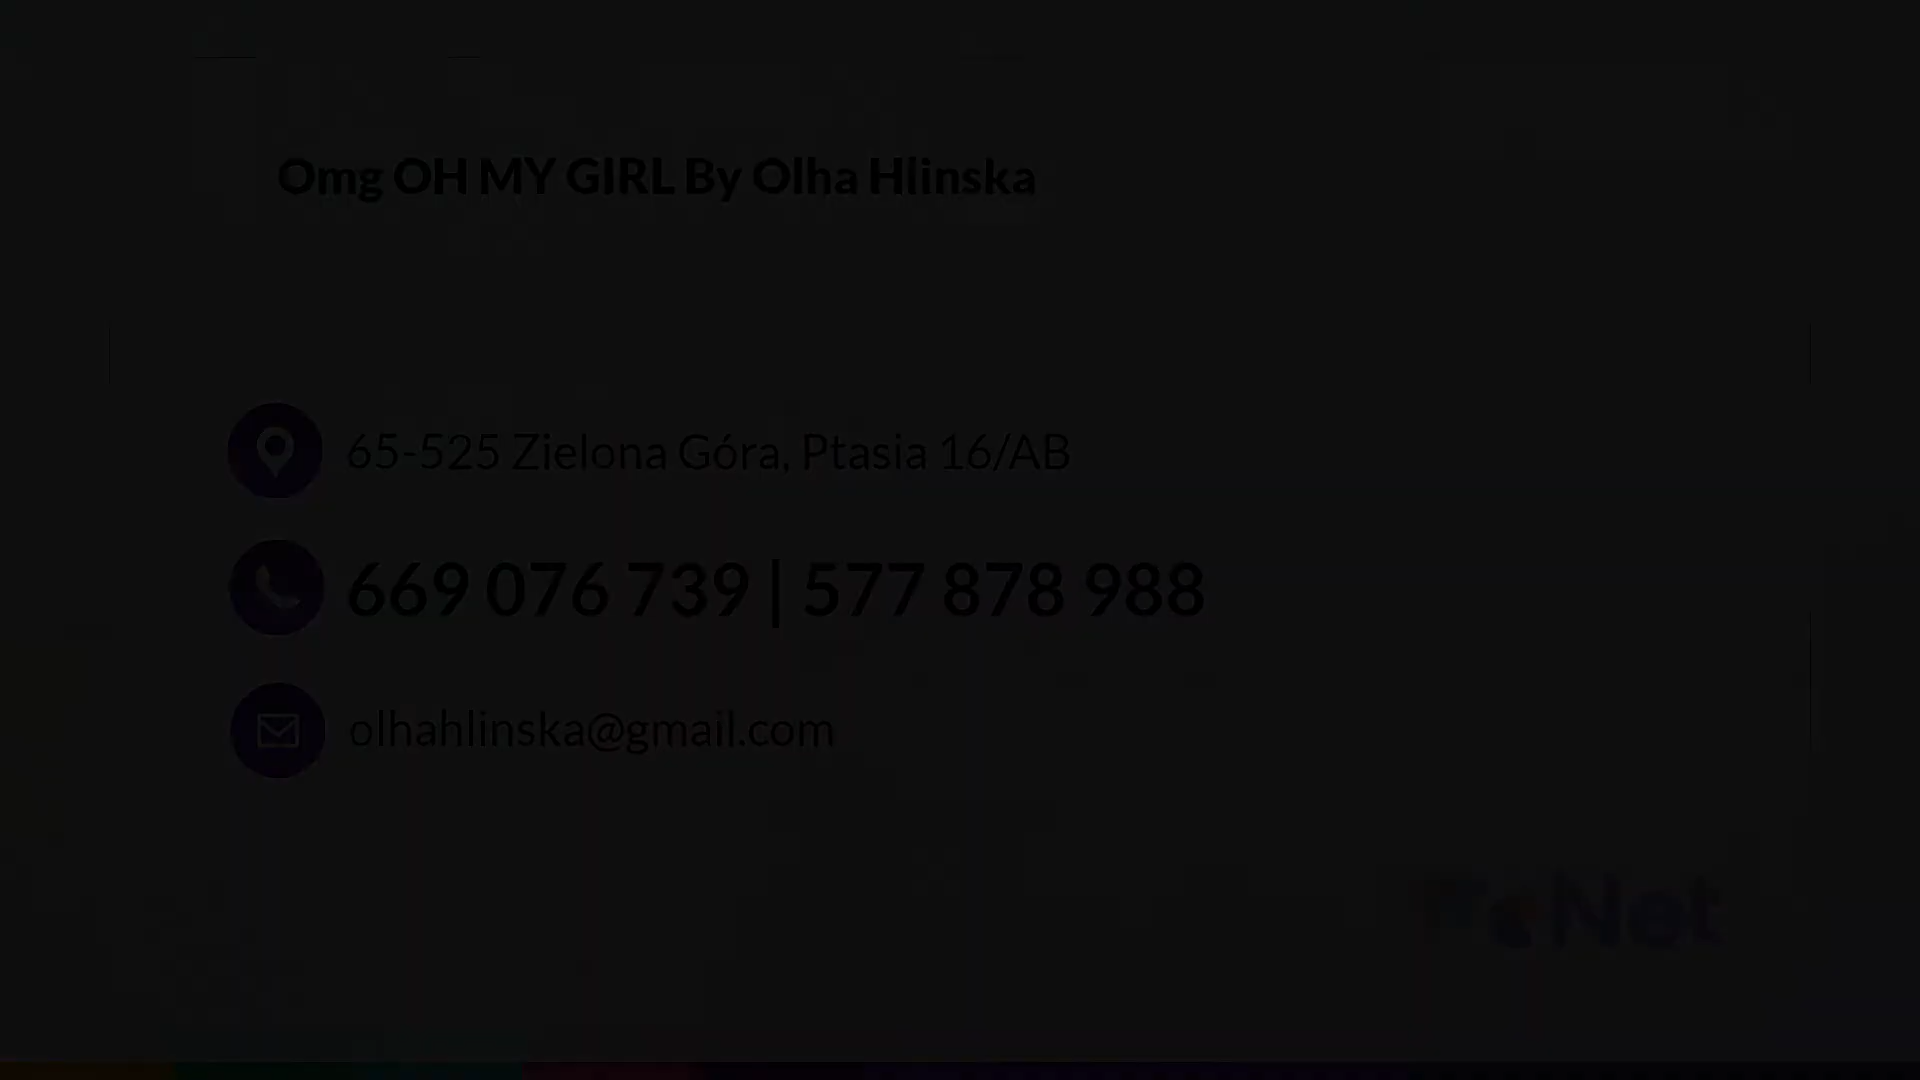 Omg OH MY GIRL By Olha Hlinska
65-525 Zielona Góra, Ptasia 16/AB
669 076 739 | 577 878 988
olhahlinska@gmail.com